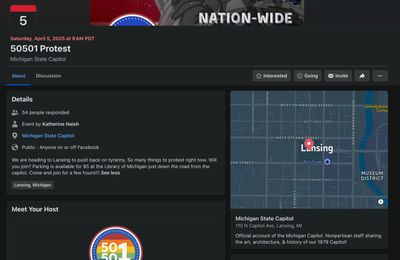 NATION-WIDE
5
Saturday, April 5, 2025 at 9 AM PDT
50501 Protest
Michigan State Capitol
About
Discussion
Interested
Going
Invite
Details
54 people responded
Event by Katherine Naish
Michigan State Capitol
Public · Anyone on or off Facebook
We are heading to Lansing to push back on tyranny. So many things to protest right now. Will
you join? Parking is available for $5 at the Library of Michigan just down the road from the
capitol. Come and join for a few hours!!! See less
Lansing, Michigan
Meet Your Host
50
50
1
Lansing
MUSEUM
DISTRICT
Michigan State Capitol
110 N Capitol Ave, Lansing, MI
Official account of the Michigan Capitol. Nonpartisan staff sharing
the art, architecture, & history of our 1879 Capitol!